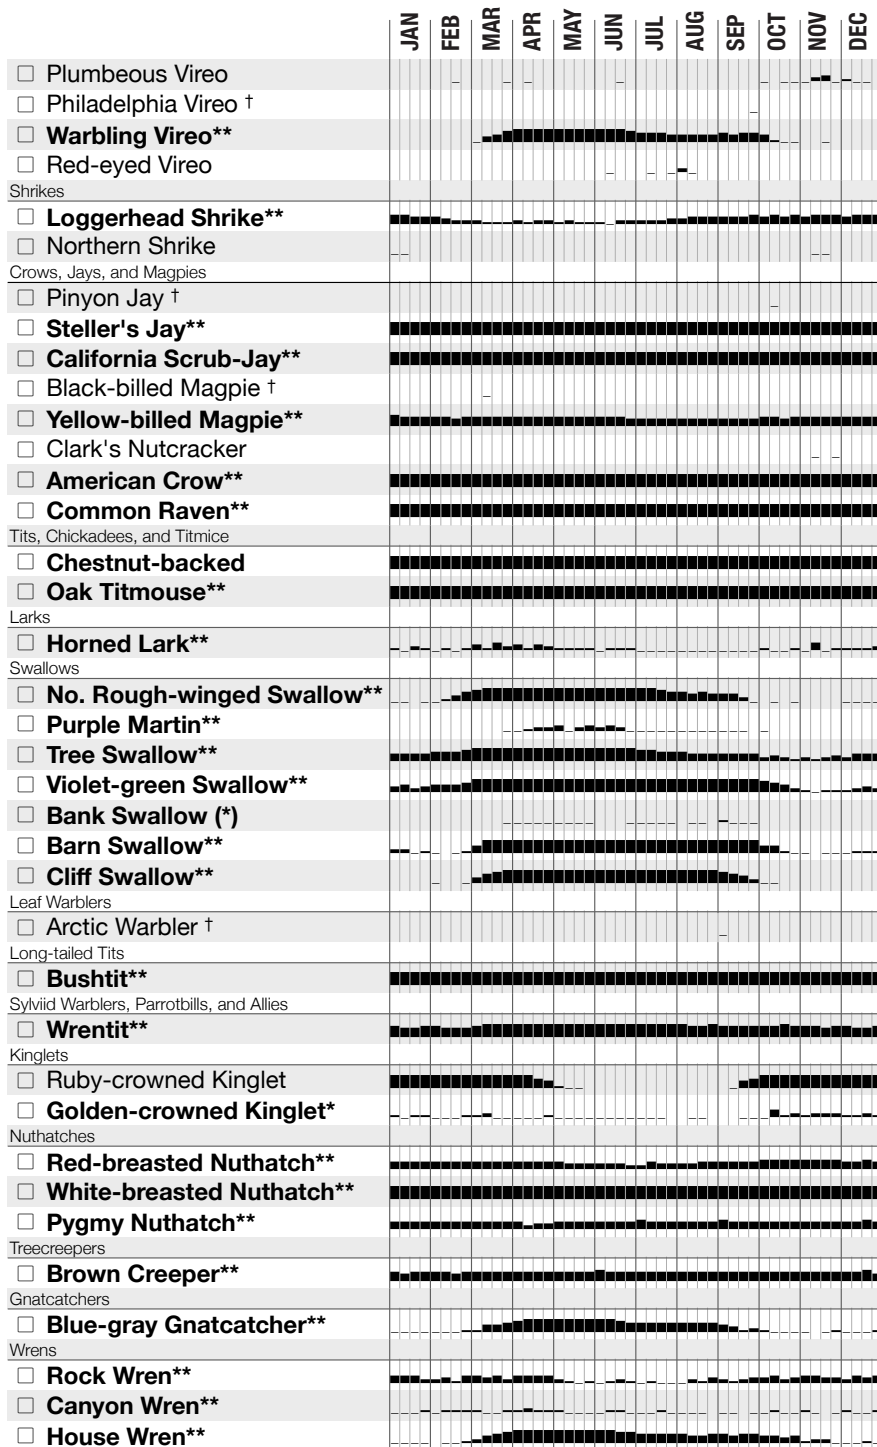 JAN FEB MAR APR MAY JUN JUL AUG SEP OCT NOV DEC
Plumbeous Vireo
Philadelphia Vireo †
Warbling Vireo**
Red-eyed Vireo
Shrikes
Loggerhead Shrike**
Northern Shrike
Crows, Jays, and Magpies
Pinyon Jay †
Steller's Jay**
California Scrub-Jay**
Black-billed Magpie †
Yellow-billed Magpie**
Clark's Nutcracker
American Crow**
Common Raven**
Tits, Chickadees, and Titmice
Chestnut-backed
Oak Titmouse**
Larks
Horned Lark**
Swallows
No. Rough-winged Swallow**
Purple Martin**
Tree Swallow**
Violet-green Swallow**
Bank Swallow (*)
Barn Swallow**
Cliff Swallow**
Leaf Warblers
Arctic Warbler †
Long-tailed Tits
Bushtit**
Sylviid Warblers, Parrotbills, and Allies
Wrentit**
Kinglets
Ruby-crowned Kinglet
Golden-crowned Kinglet*
Nuthatches
Red-breasted Nuthatch**
White-breasted Nuthatch**
Pygmy Nuthatch**
Treecreepers
Brown Creeper**
Gnatcatchers
Blue-gray Gnatcatcher**
Wrens
Rock Wren**
Canyon Wren**
House Wren**